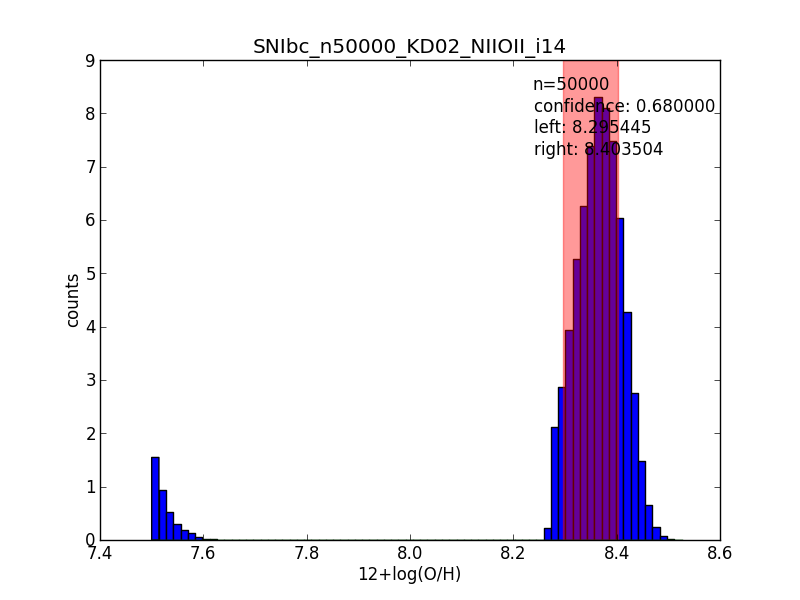 SNIbc_n50000_KD02_NIIOII_i14
n=50000
confidence: 0.680000
left: 8.295445
right: 8.403504
counts
9
8
7
6
5
4
3
2
1
0
7.4 7.6 7.8 8.0 8.2 8.4 8.6
12+log(O/H)